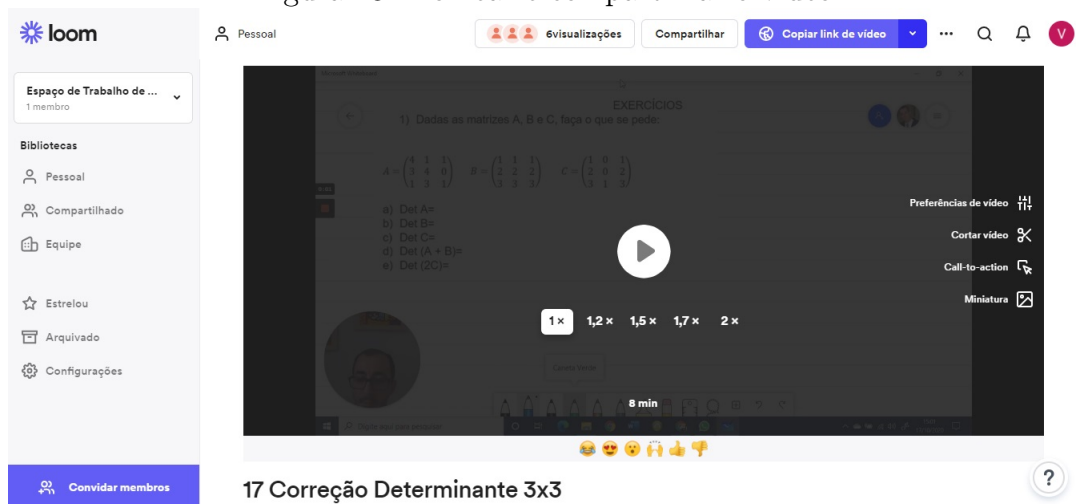 loom
Pessoal
6visualizações
Compartilhar
Copiar link de vídeo
V
Espaço de Trabalho de ...
1 membro
Bibliotecas
Pessoal
Compartilhado
Equipe
Estrelou
Arquivado
Configurações
Convidar membros
EXERCÍCIOS
1) Dadas as matrizes A, B e C, faça o que se pede:
A = B = C =
a) Det A=
b) Det B=
c) Det C=
d) Det (A + B)=
e) Det (2C)=
Preferências de vídeo
Cortar vídeo
Call-to-action
Miniatura
1× 1,2× 1,5× 1,7× 2×
8 min
17 Correção Determinante 3x3
?